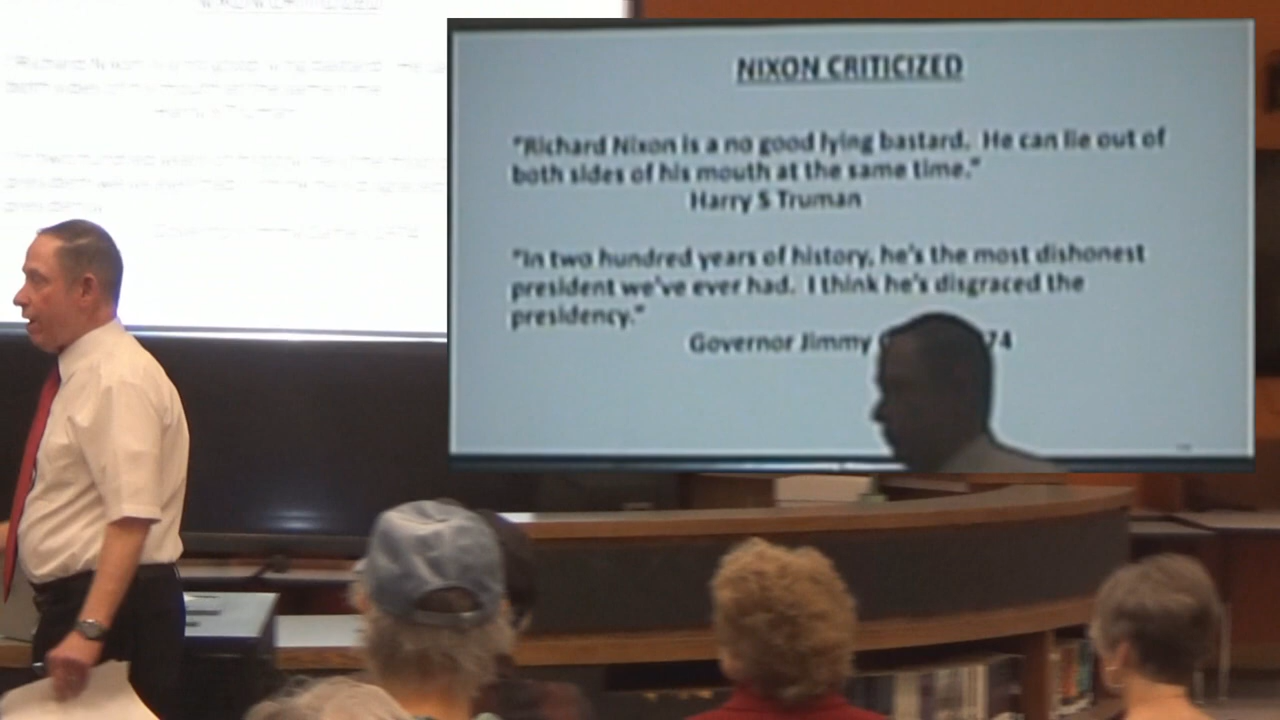 NIXON CRITICIZED
"Richard Nixon is a no good lying bastard. He can lie out of
both sides of his mouth at the same time."
Harry S Truman
"In two hundred years of history, he's the most dishonest
president we've ever had. I think he's disgraced the
presidency."
Governor Jimmy 74